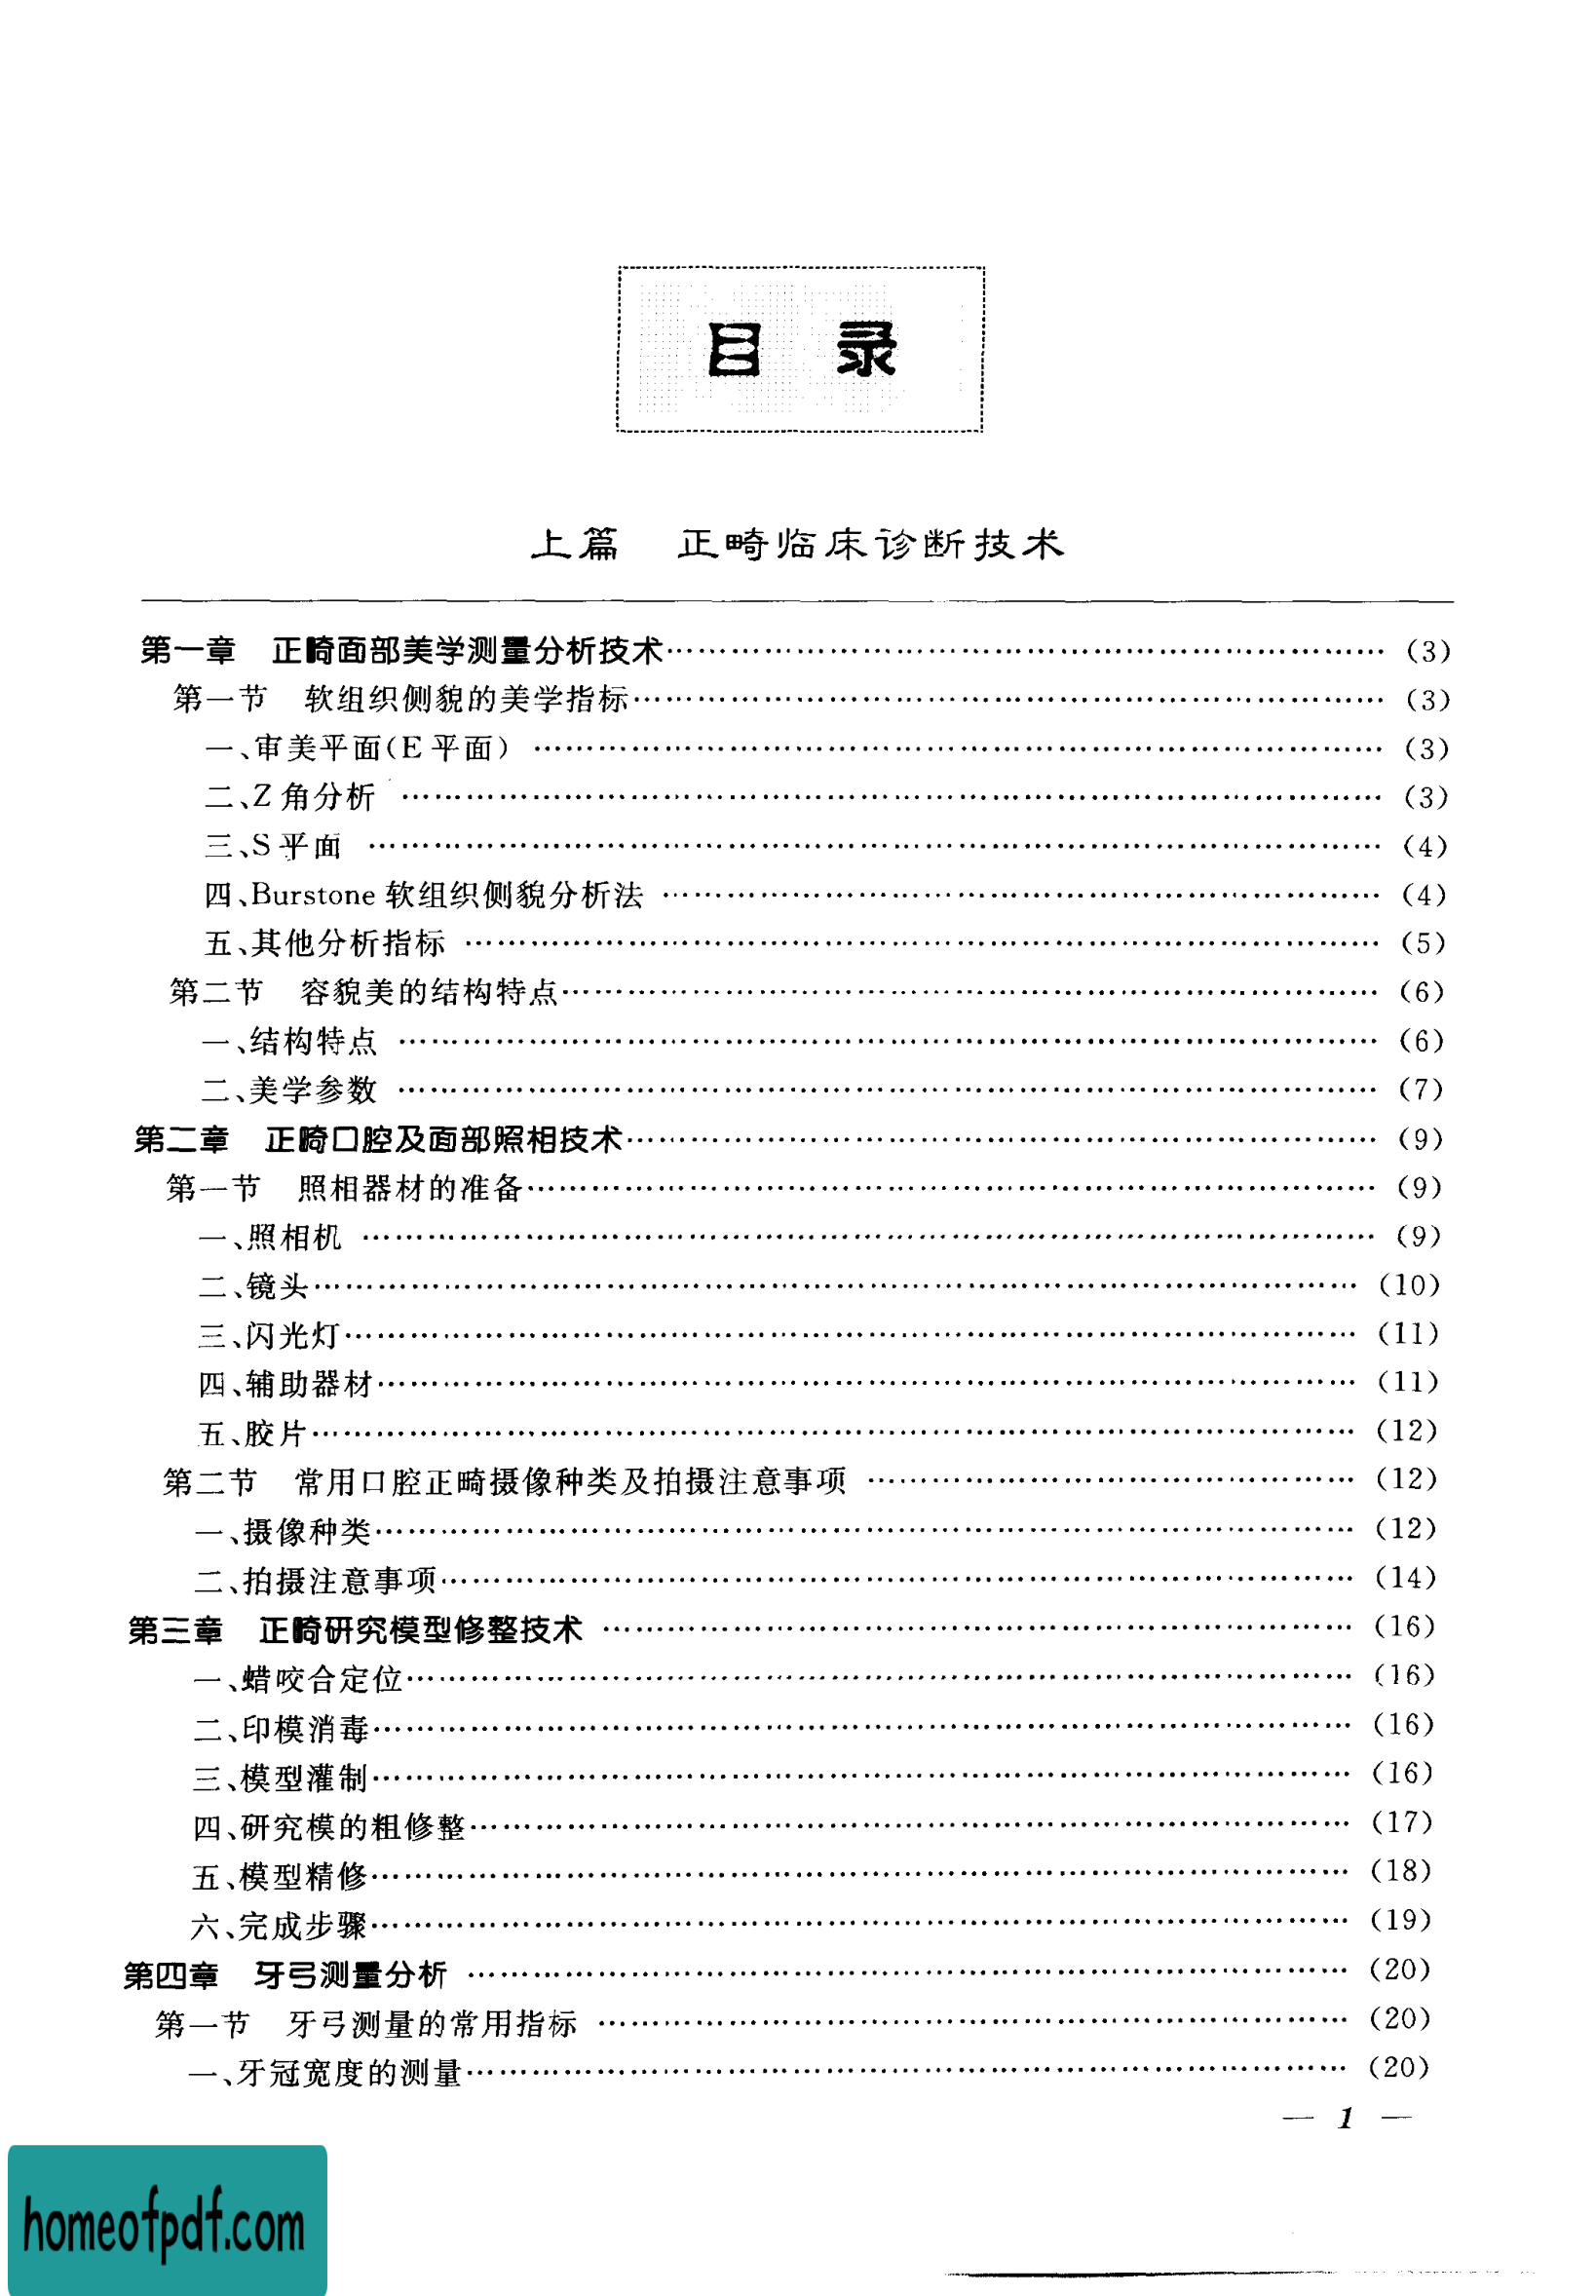 目 录
上篇 正畸临床诊断技术
第一章 正畸面部美学测量分析技术………(3)
第一节 软组织侧貌的美学指标………(3)
一、审美平面(E平面)………(3)
二、Z角分析………(3)
三、S平面………(4)
四、Burstone软组织侧貌分析法………(4)
五、其他分析指标………(5)
第二节 容貌美的结构特点………(6)
一、结构特点………(6)
二、美学参数………(7)
第二章 正畸口腔及面部照相技术………(9)
第一节 照相器材的准备………(9)
一、照相机………(9)
二、镜头………(10)
三、闪光灯………(11)
四、辅助器材………(11)
五、胶片………(12)
第二节 常用口腔正畸摄像种类及拍摄注意事项………(12)
一、摄像种类………(12)
二、拍摄注意事项………(14)
第三章 正畸研究模型修整技术………(16)
一、蜡咬合定位………(16)
二、印模消毒………(16)
三、模型灌制………(16)
四、研究模的粗修整………(17)
五、模型精修………(18)
六、完成步骤………(19)
第四章 牙弓测量分析………(20)
第一节 牙弓测量的常用指标………(20)
一、牙冠宽度的测量………(20)
— 1 —
homeofpdf.com